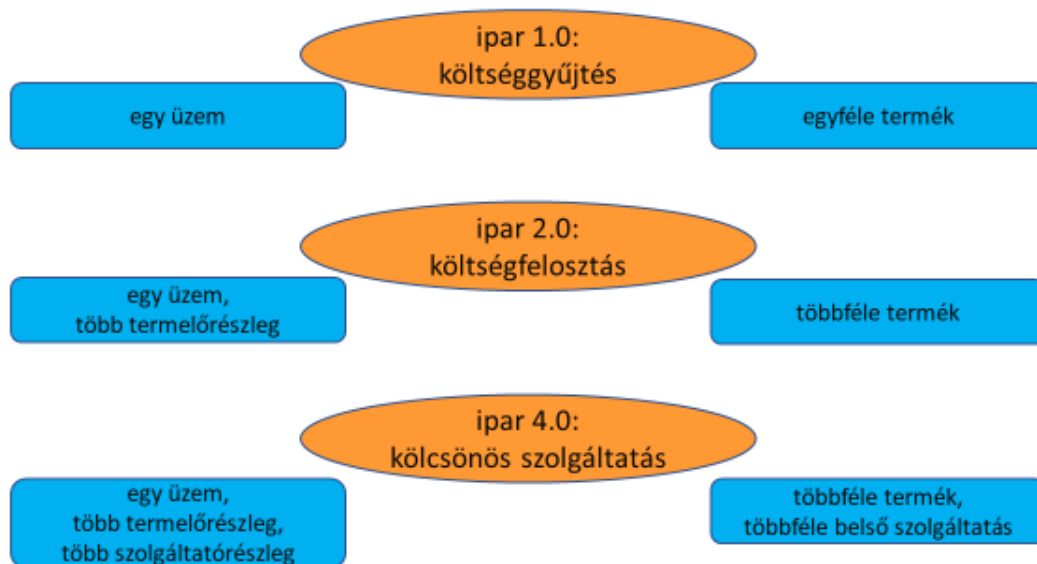 ipar 1.0:
költséggyűjtés
egy üzem
egyféle termék
ipar 2.0:
költségfelosztás
egy üzem,
több termelőrészleg
többféle termék
ipar 4.0:
kölcsönös szolgáltatás
egy üzem,
több termelőrészleg,
több szolgáltatórészleg
többféle termék,
többféle belső szolgáltatás